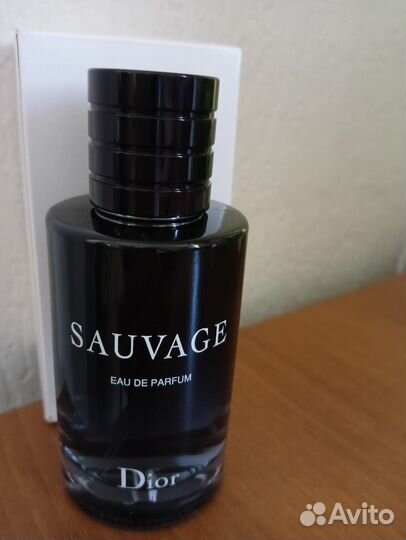 SAUVAGE
EAU DE PARFUM
Dior
Avito